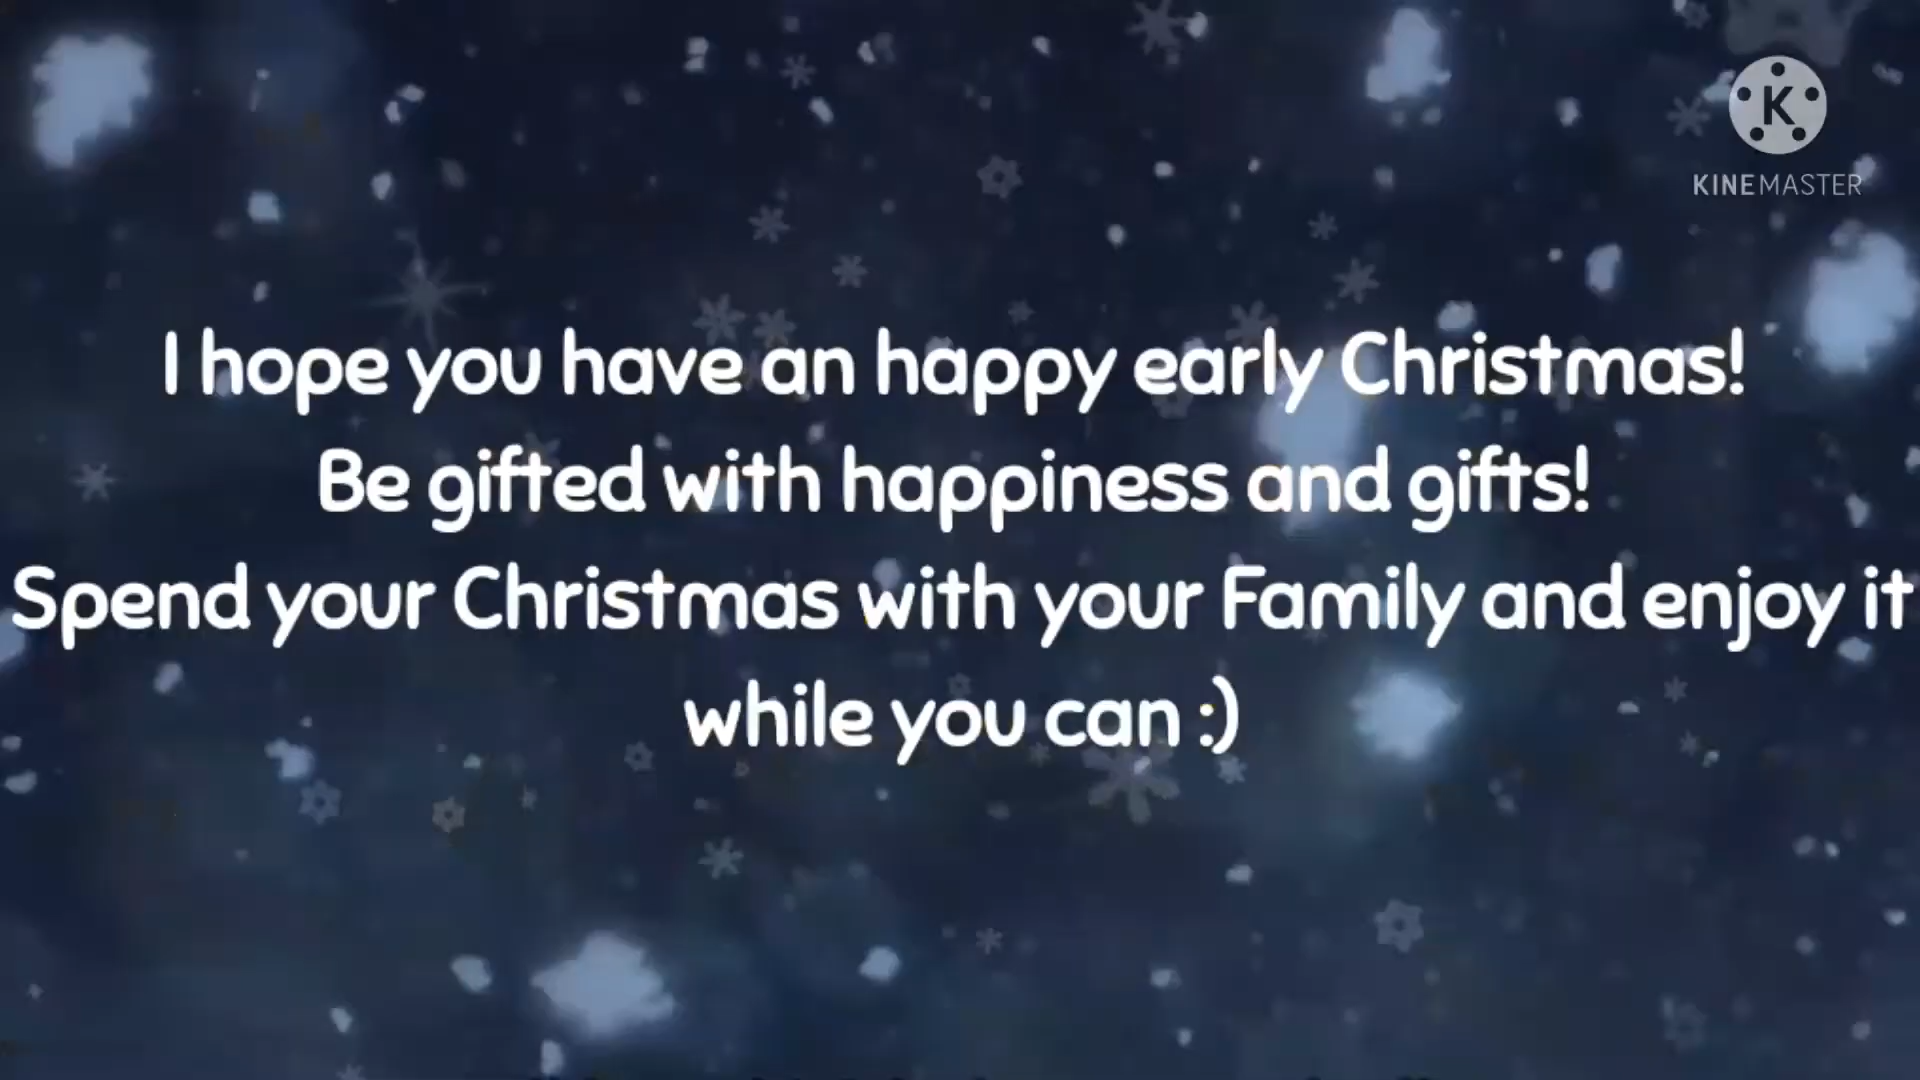 K
KINEMASTER
I hope you have an happy early Christmas!
Be gifted with happiness and gifts!
Spend your Christmas with your Family and enjoy it
while you can :)